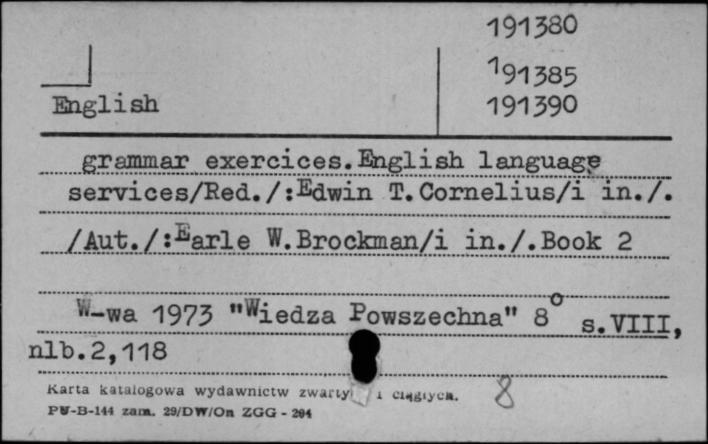 191380
191385
English 191390
grammar exercices.English language
services/Red./:Edwin T.Cornelius/i in./.
/Aut./:Earle W.Brockman/i in./.Book 2
W-wa 1973 "Wiedza Powszechna" 8° s.VIII,
nlb.2,118
Karta katalogowa wydawnictw zwarty i ciągłych. 8
PU-B-144 zam. 29/DW/On ZGG - 204